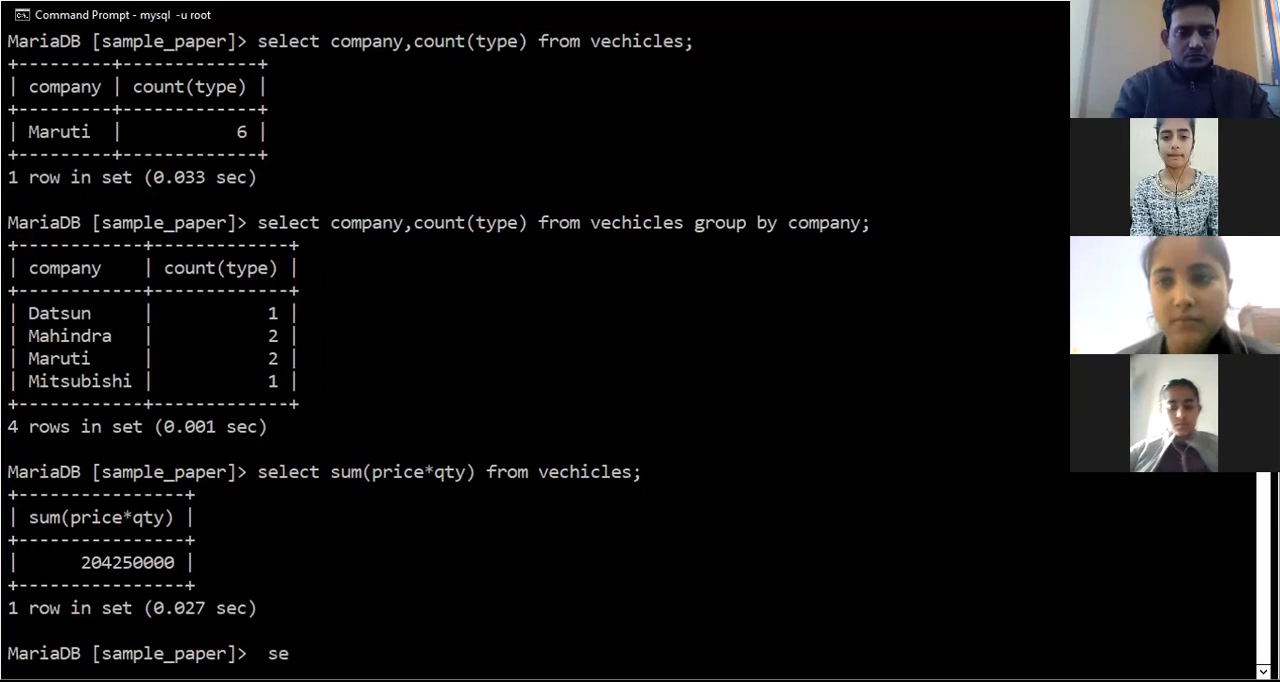 Command Prompt - mysql -u root
MariaDB [sample_paper]> select company,count(type) from vechicles;
+---------+-------------+
| company | count(type) |
+---------+-------------+
| Maruti  |           6 |
+---------+-------------+
1 row in set (0.033 sec)
MariaDB [sample_paper]> select company,count(type) from vechicles group by company;
+------------+-------------+
| company    | count(type) |
+------------+-------------+
| Datsun     |           1 |
| Mahindra   |           2 |
| Maruti     |           2 |
| Mitsubishi |           1 |
+------------+-------------+
4 rows in set (0.001 sec)
MariaDB [sample_paper]> select sum(price*qty) from vechicles;
+----------------+
| sum(price*qty) |
+----------------+
|      204250000 |
+----------------+
1 row in set (0.027 sec)
MariaDB [sample_paper]>  se